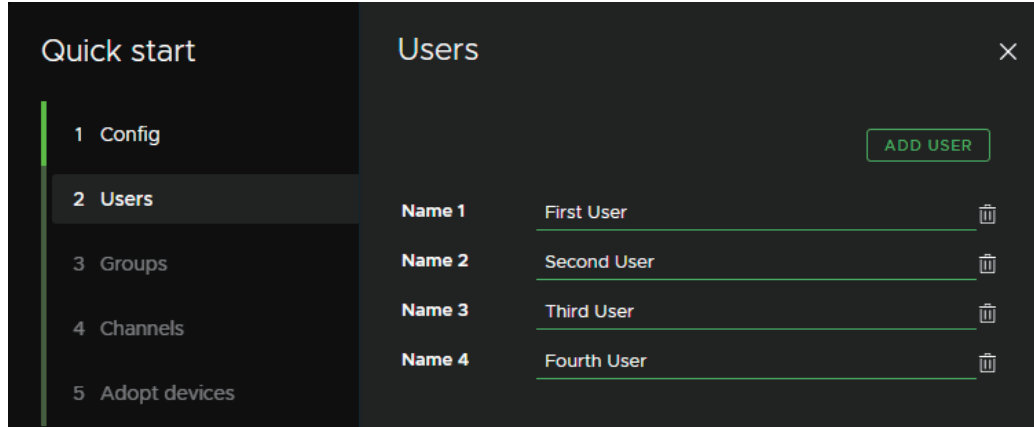 Quick start
1 Config
2 Users
3 Groups
4 Channels
5 Adopt devices
Users
ADD USER
Name 1 First User
Name 2 Second User
Name 3 Third User
Name 4 Fourth User